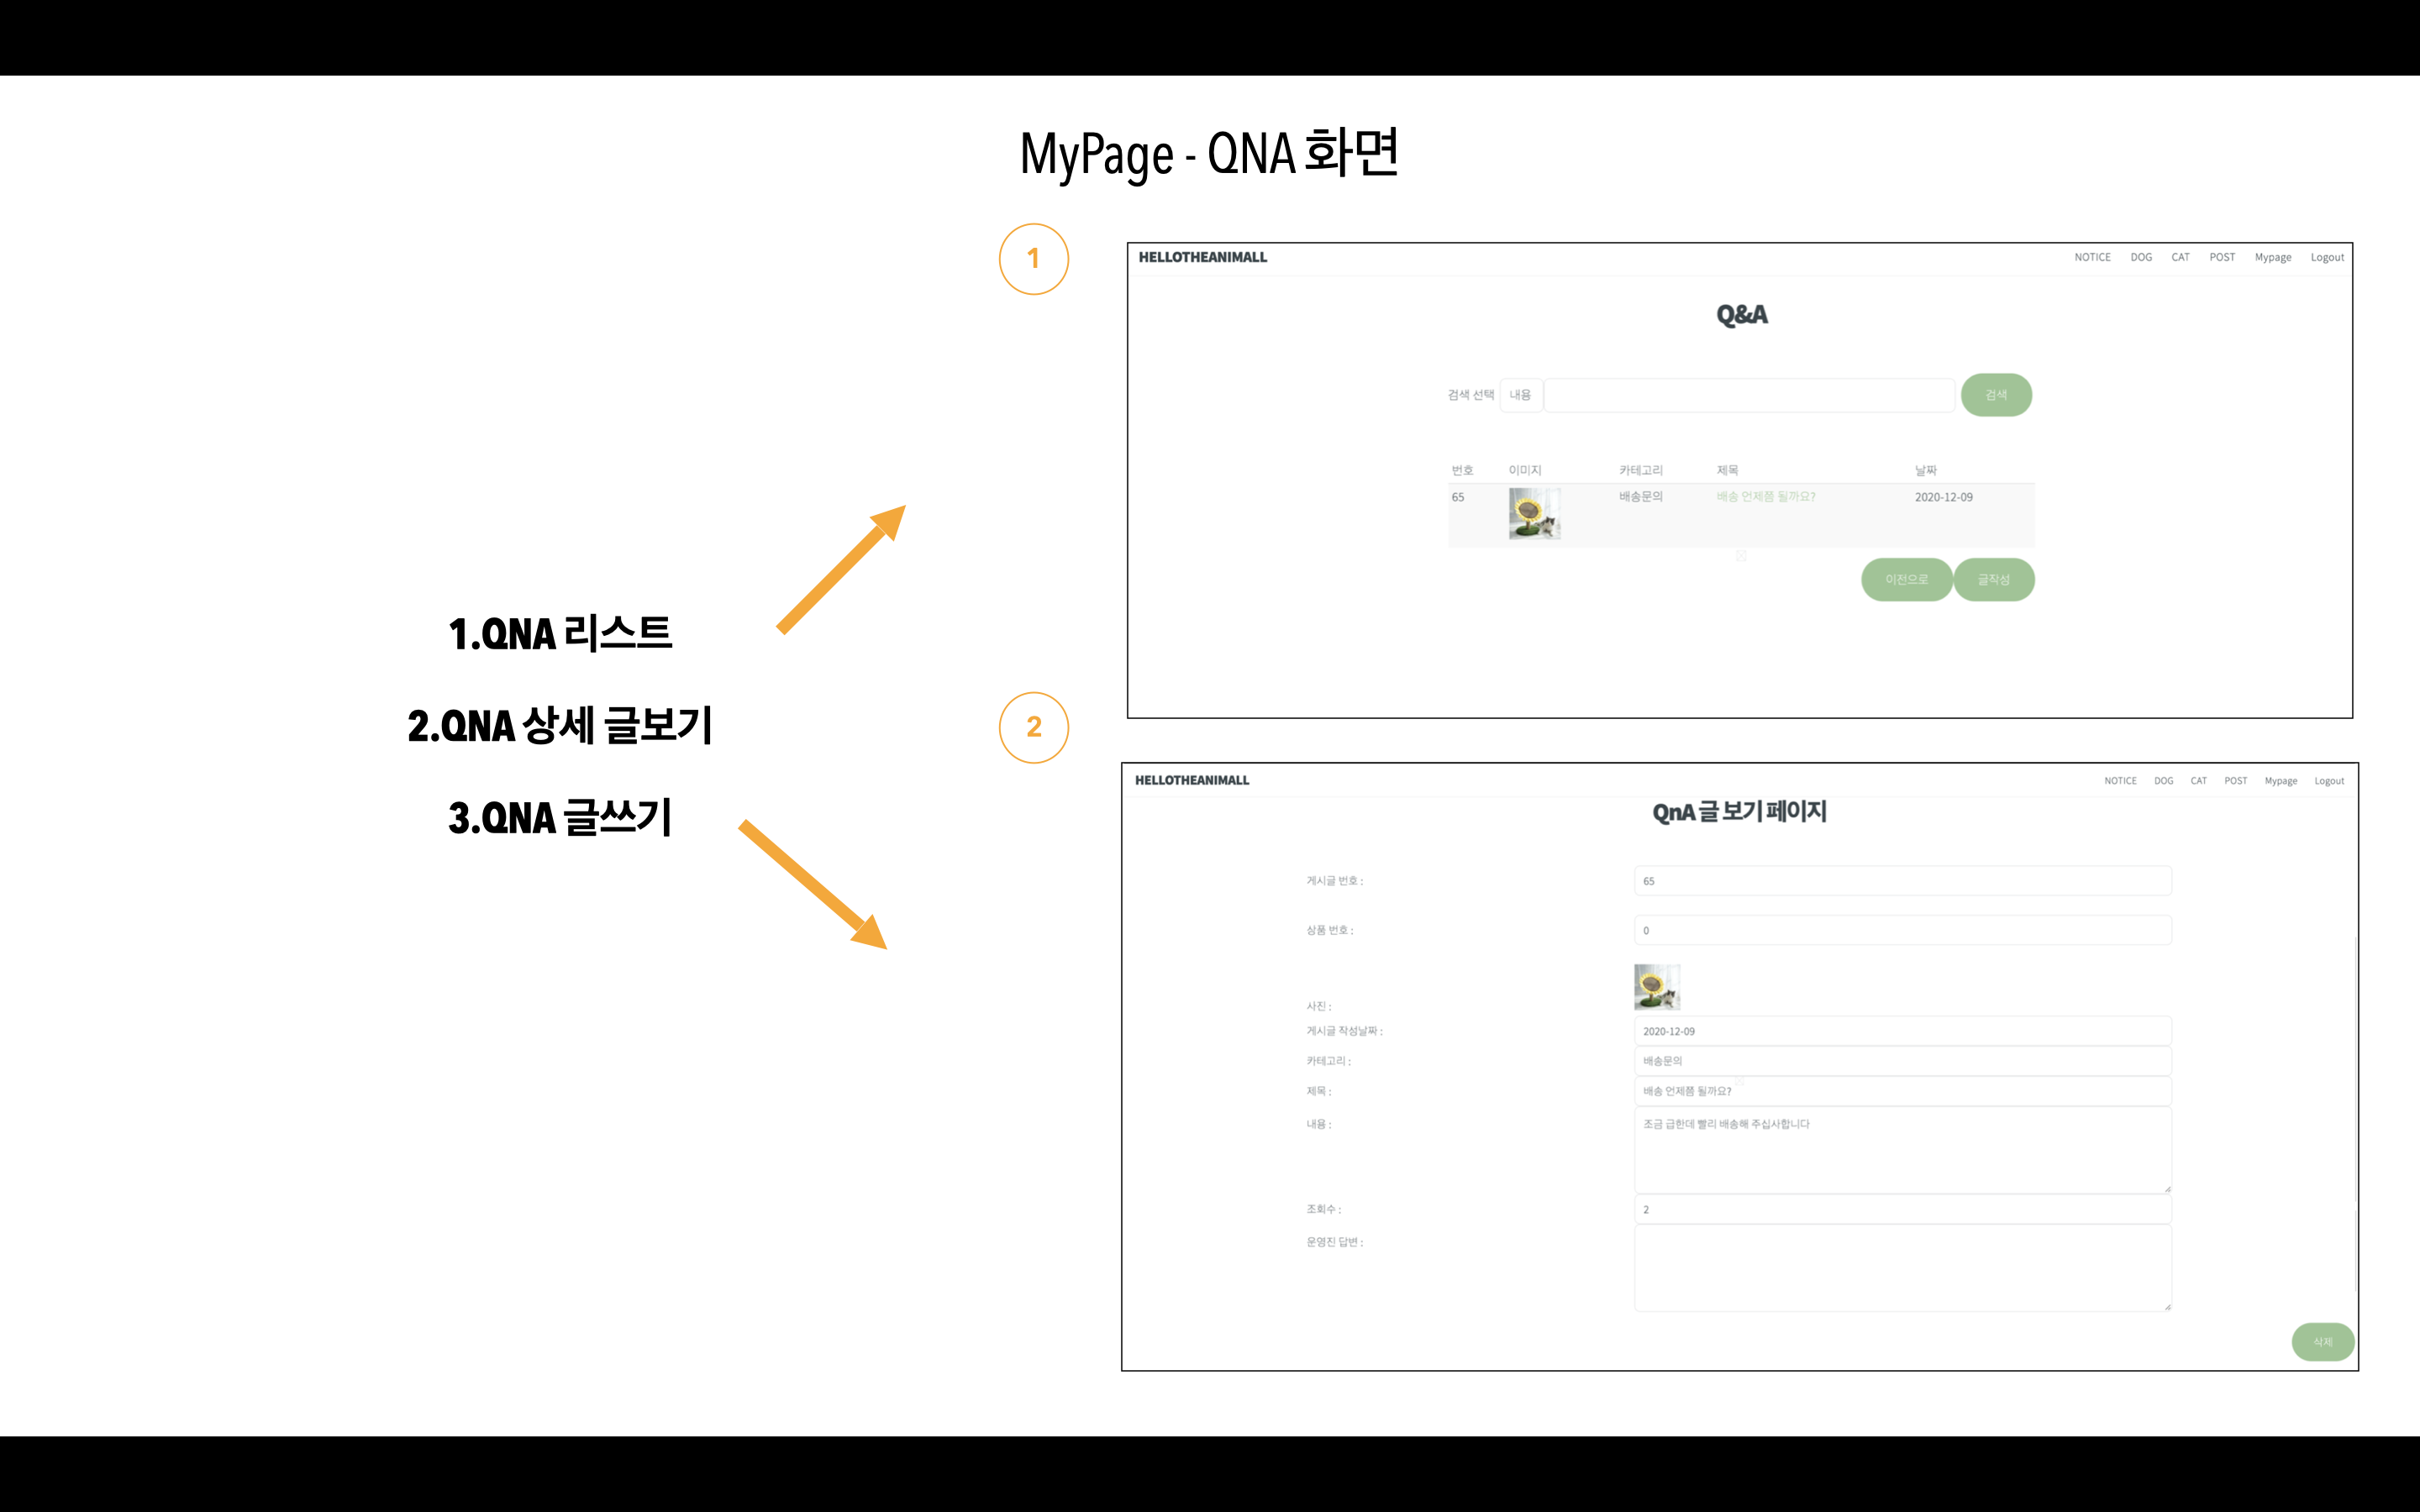 MyPage - QNA 화면
1.QNA 리스트
2.QNA 상세 글보기
3.QNA 글쓰기
1
HELLOTHEANIMALL
NOTICE DOG CAT POST Mypage Logout
Q&A
검색 선택 내용 검색
번호 이미지 카테고리 제목 날짜
65 배송문의 배송 언제쯤 될까요? 2020-12-09
이전으로 글작성
2
HELLOTHEANIMALL
NOTICE DOG CAT POST Mypage Logout
QnA 글 보기 페이지
게시글 번호 : 65
상품 번호 : 0
사진 :
게시글 작성날짜 : 2020-12-09
카테고리 : 배송문의
제목 : 배송 언제쯤 될까요?
내용 : 조금 급한데 빨리 배송해 주십사합니다
조회수 : 2
운영진 답변 :
삭제